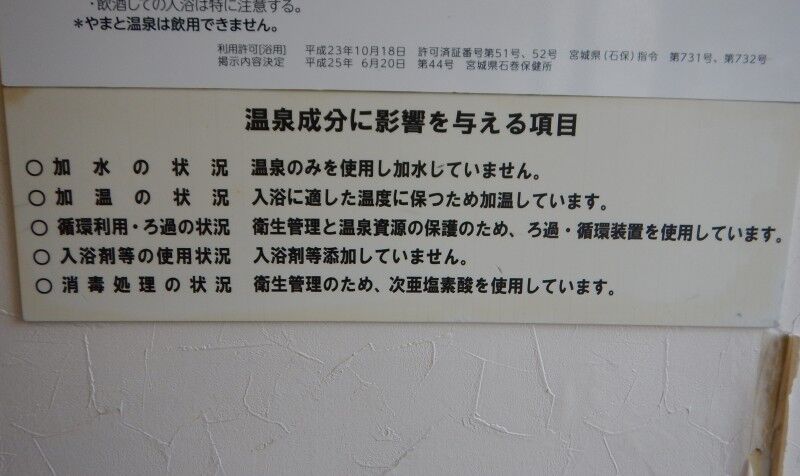 ・飲酒しての入浴は特に注意する。
*やまと温泉は飲用できません。
利用許可[浴用] 平成23年10月18日 許可済証番号第51号、52号 宮城県(石保)指令 第731号、第732号
掲示内容決定 平成25年 6月20日 第44号 宮城県石巻保健所
温泉成分に影響を与える項目
○加水の状況 温泉のみを使用し加水していません。
○加温の状況 入浴に適した温度に保つため加温しています。
○循環利用・ろ過の状況 衛生管理と温泉資源の保護のため、ろ過・循環装置を使用しています。
○入浴剤等の使用状況 入浴剤等添加していません。
○消毒処理の状況 衛生管理のため、次亜塩素酸を使用しています。